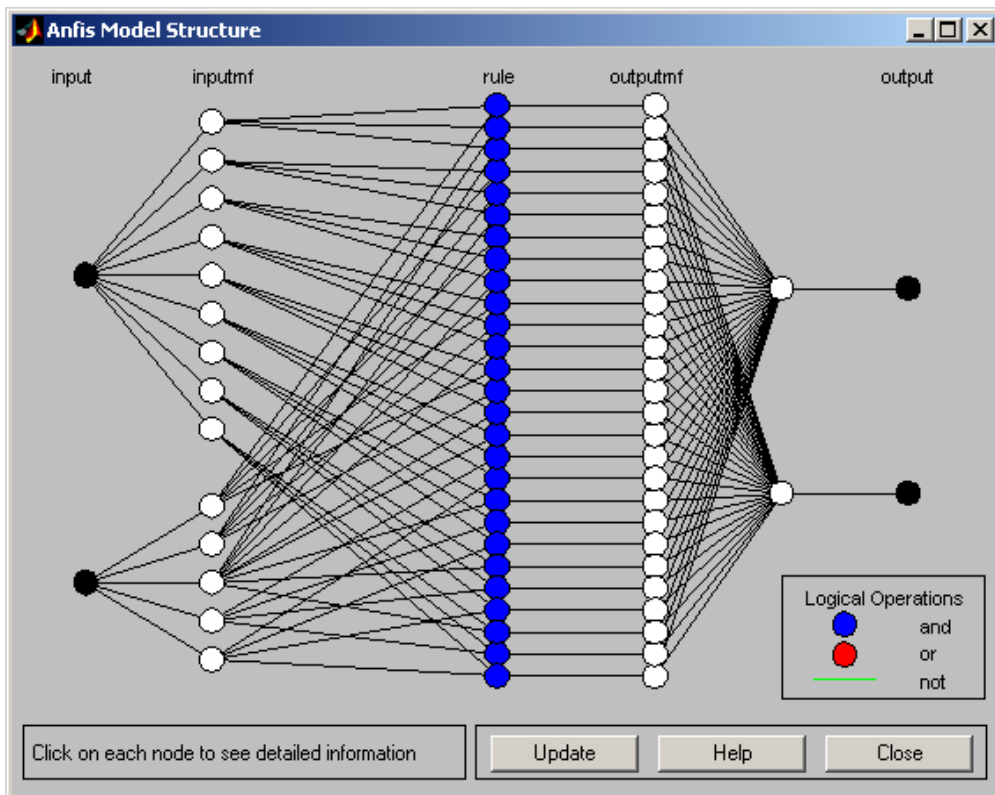 Anfis Model Structure
input inputmf rule outputmf output
Logical Operations
and
or
not
Click on each node to see detailed information
Update Help Close